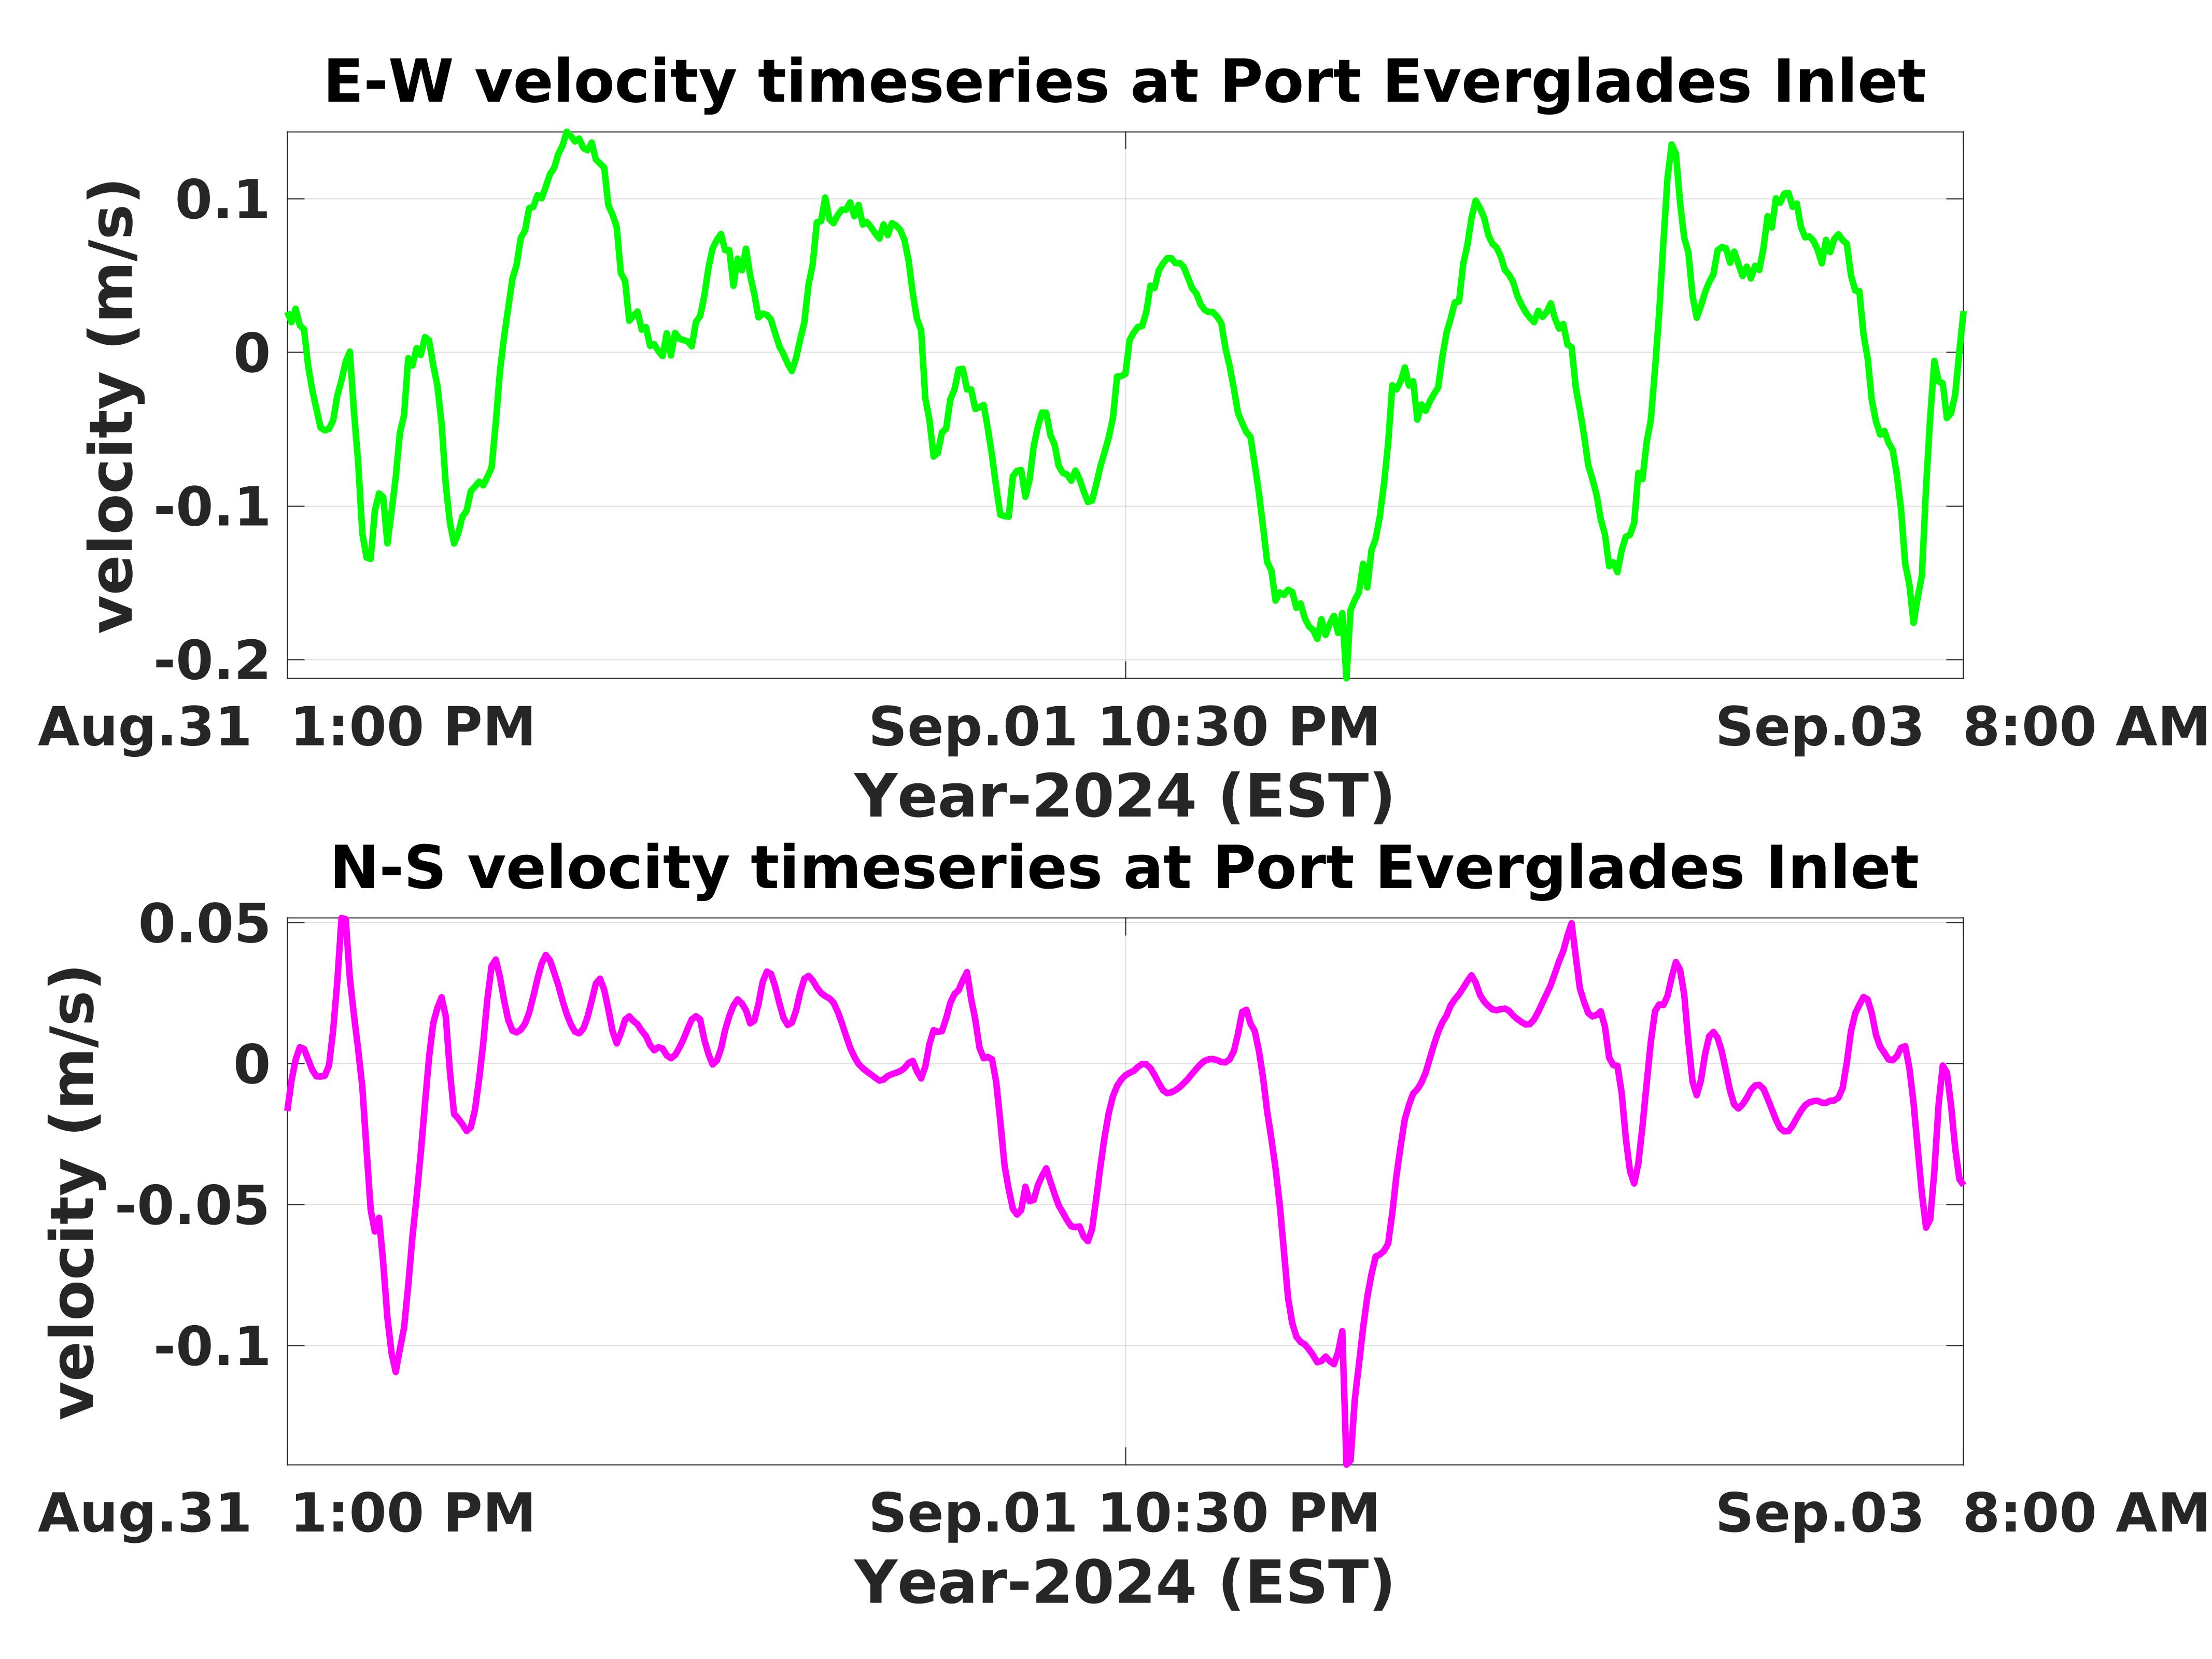 E-W velocity timeseries at Port Everglades Inlet
velocity (m/s)
0.1
0
-0.1
-0.2
Aug.31  1:00 PM
Sep.01 10:30 PM
Sep.03  8:00 AM
Year-2024 (EST)
N-S velocity timeseries at Port Everglades Inlet
velocity (m/s)
0.05
0
-0.05
-0.1
Aug.31  1:00 PM
Sep.01 10:30 PM
Sep.03  8:00 AM
Year-2024 (EST)